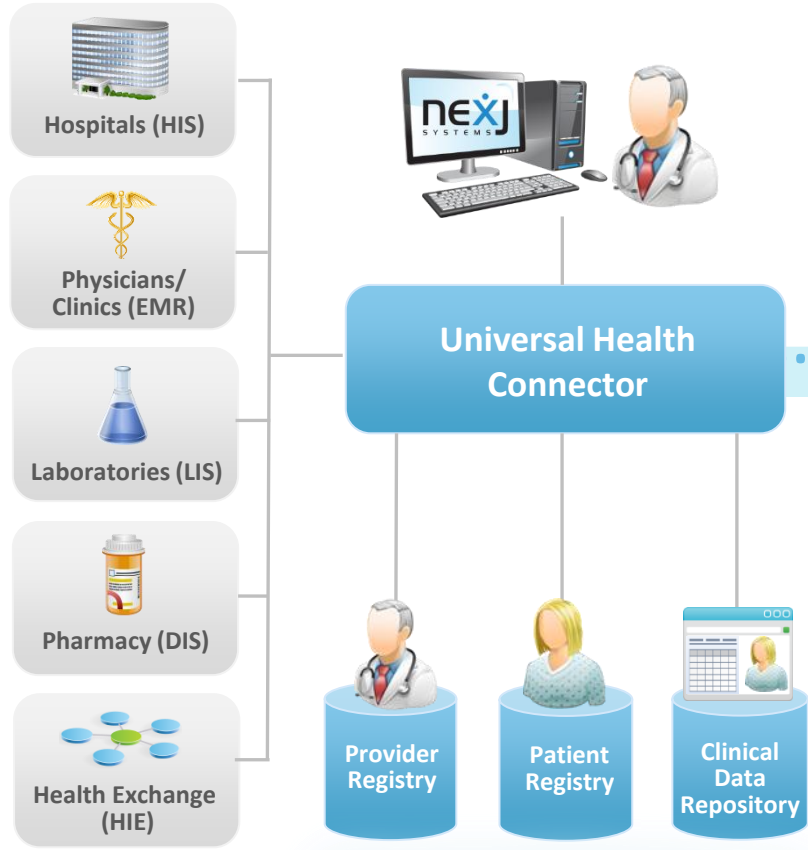 Hospitals (HIS)
Physicians/
Clinics (EMR)
Laboratories (LIS)
Pharmacy (DIS)
Health Exchange
(HIE)
nexj
SYSTEMS
Universal Health
Connector
Provider
Registry
Patient
Registry
Clinical
Data
Repository